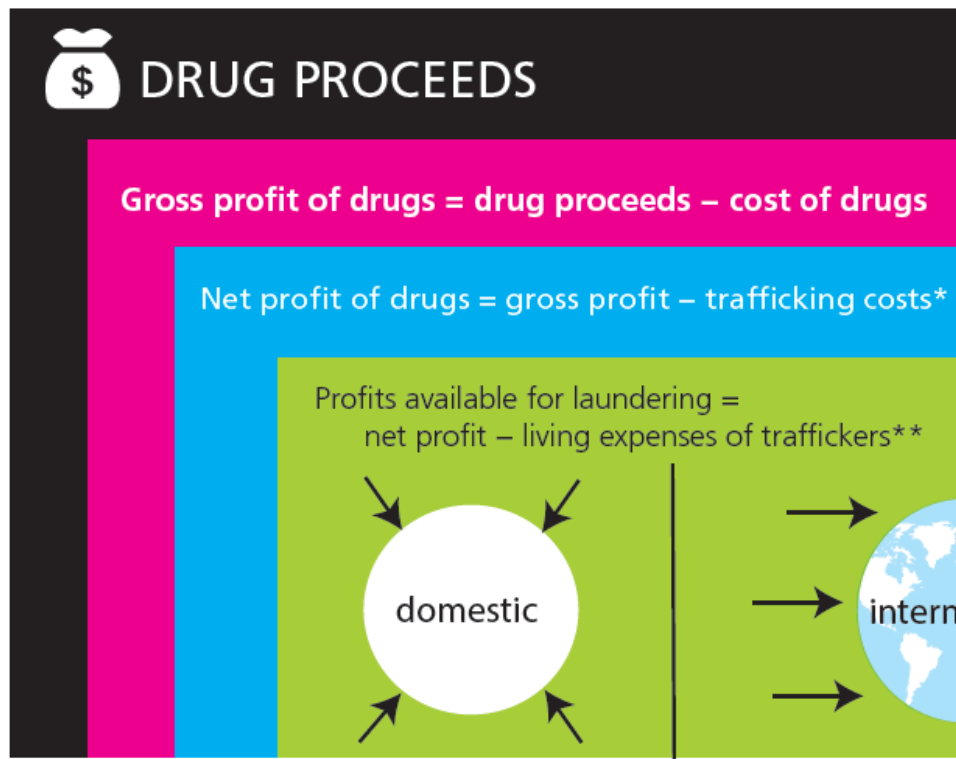 $ DRUG PROCEEDS
Gross profit of drugs = drug proceeds – cost of drugs
Net profit of drugs = gross profit – trafficking costs*
Profits available for laundering =
net profit – living expenses of traffickers**
domestic